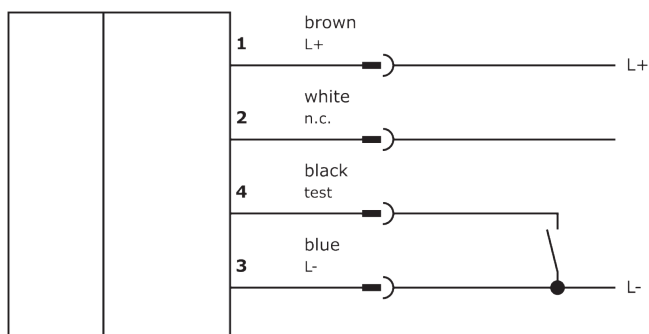 brown
1 L+ L+
white
2 n.c.
black
4 test
blue
3 L- L-